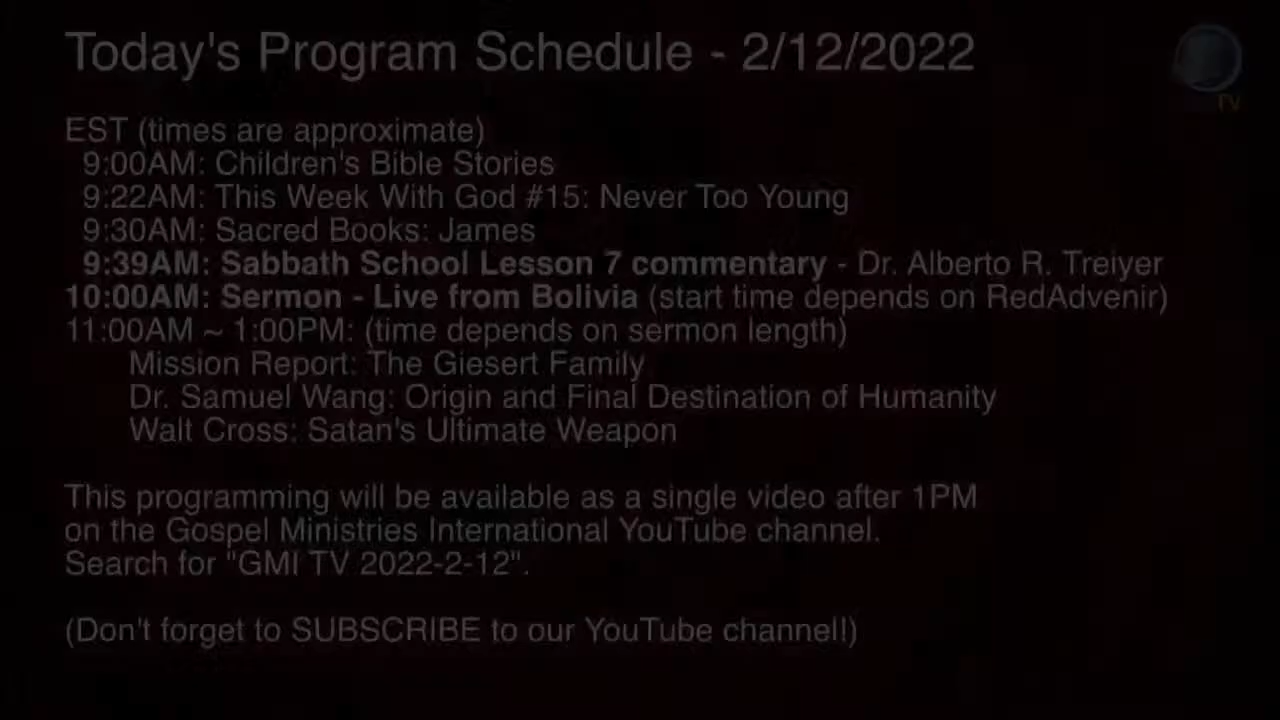 Today's Program Schedule - 2/12/2022
TV
EST (times are approximate)
9:00AM: Children's Bible Stories
9:22AM: This Week With God #15: Never Too Young
9:30AM: Sacred Books: James
9:39AM: Sabbath School Lesson 7 commentary - Dr. Alberto R. Treiyer
10:00AM: Sermon - Live from Bolivia (start time depends on RedAdvenir)
11:00AM ~ 1:00PM: (time depends on sermon length)
Mission Report: The Giesert Family
Dr. Samuel Wang: Origin and Final Destination of Humanity
Walt Cross: Satan's Ultimate Weapon
This programming will be available as a single video after 1PM
on the Gospel Ministries International YouTube channel.
Search for "GMI TV 2022-2-12".
(Don't forget to SUBSCRIBE to our YouTube channel!)